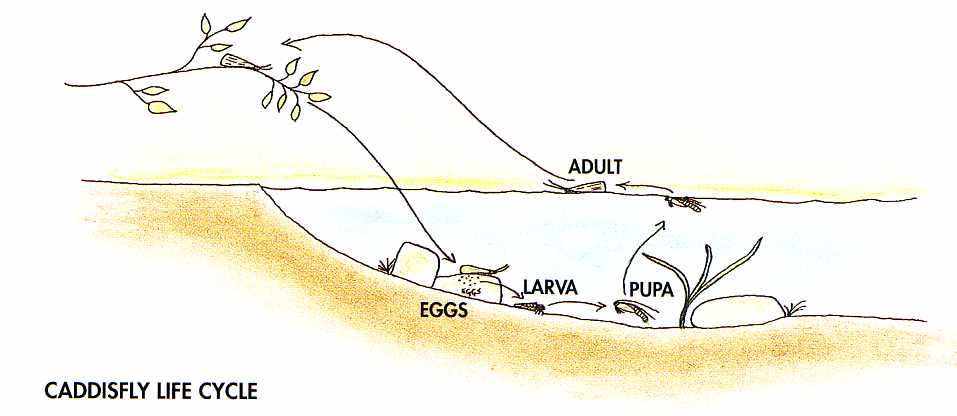 ADULT
LARVA
PUPA
EGGS
EGGS
CADDISFLY LIFE CYCLE